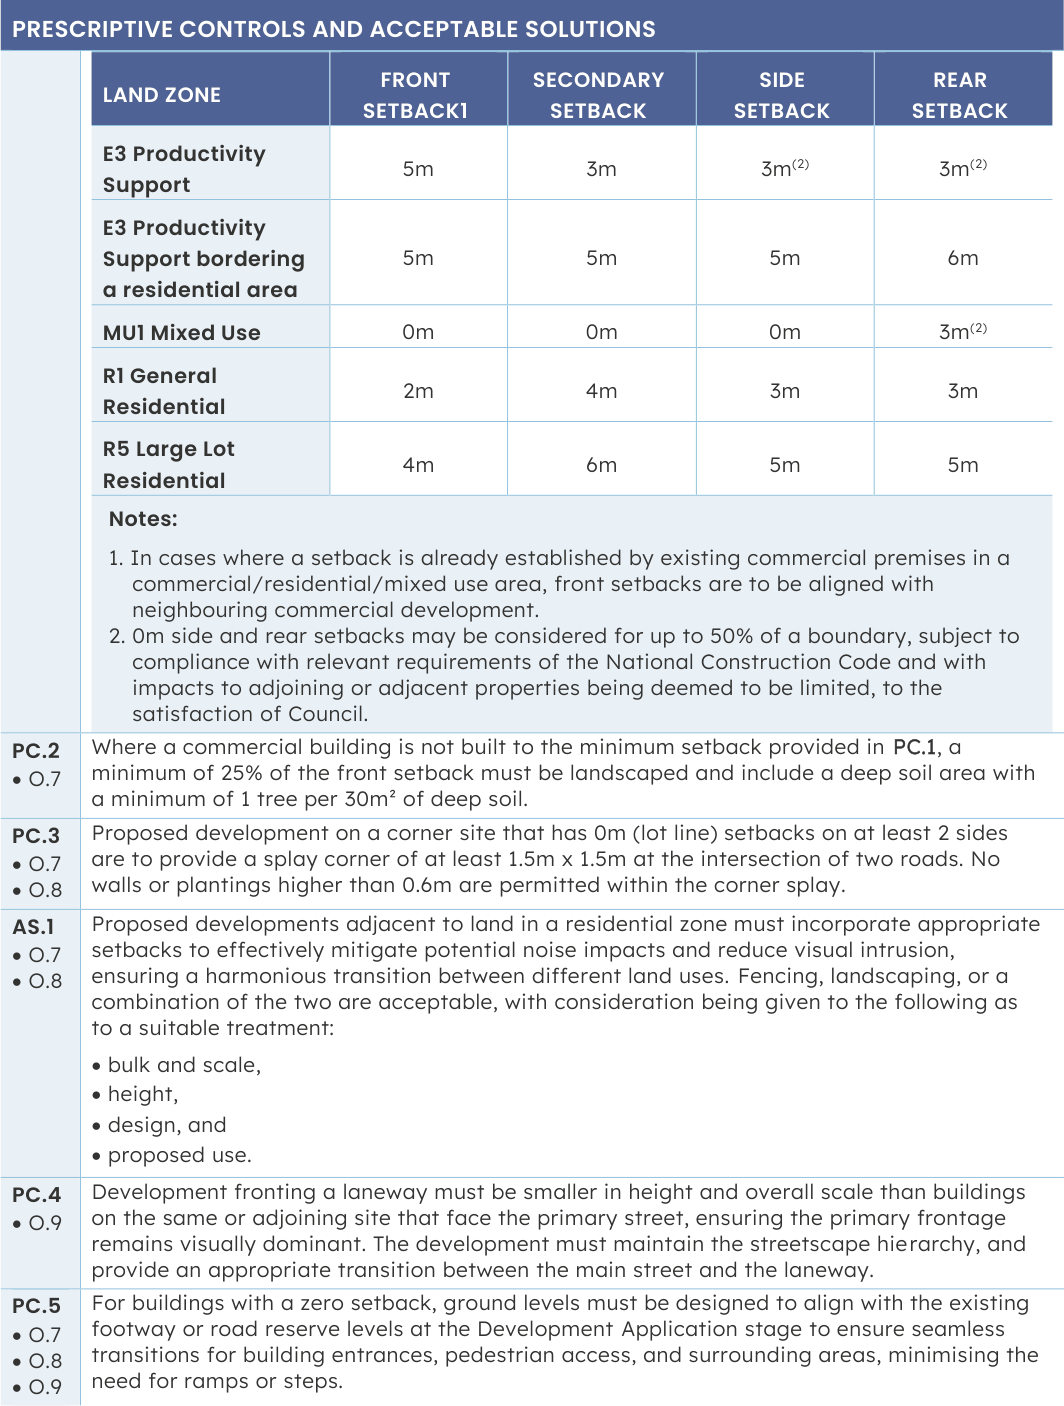 PRESCRIPTIVE CONTROLS AND ACCEPTABLE SOLUTIONS
LAND ZONE
FRONT
SETBACK1
SECONDARY
SETBACK
SIDE
SETBACK
REAR
SETBACK
E3 Productivity
Support
5m
3m
3m(2)
3m(2)
E3 Productivity
Support bordering
a residential area
5m
5m
5m
6m
MU1 Mixed Use
0m
0m
0m
3m(2)
R1 General
Residential
2m
4m
3m
3m
R5 Large Lot
Residential
4m
6m
5m
5m
Notes:
1. In cases where a setback is already established by existing commercial premises in a
commercial/residential/mixed use area, front setbacks are to be aligned with
neighbouring commercial development.
2. 0m side and rear setbacks may be considered for up to 50% of a boundary, subject to
compliance with relevant requirements of the National Construction Code and with
impacts to adjoining or adjacent properties being deemed to be limited, to the
satisfaction of Council.
PC.2
• O.7
Where a commercial building is not built to the minimum setback provided in PC.1, a
minimum of 25% of the front setback must be landscaped and include a deep soil area with
a minimum of 1 tree per 30m² of deep soil.
PC.3
• O.7
• O.8
Proposed development on a corner site that has 0m (lot line) setbacks on at least 2 sides
are to provide a splay corner of at least 1.5m x 1.5m at the intersection of two roads. No
walls or plantings higher than 0.6m are permitted within the corner splay.
AS.1
• O.7
• O.8
Proposed developments adjacent to land in a residential zone must incorporate appropriate
setbacks to effectively mitigate potential noise impacts and reduce visual intrusion,
ensuring a harmonious transition between different land uses. Fencing, landscaping, or a
combination of the two are acceptable, with consideration being given to the following as
to a suitable treatment:
• bulk and scale,
• height,
• design, and
• proposed use.
PC.4
• O.9
Development fronting a laneway must be smaller in height and overall scale than buildings
on the same or adjoining site that face the primary street, ensuring the primary frontage
remains visually dominant. The development must maintain the streetscape hierarchy, and
provide an appropriate transition between the main street and the laneway.
PC.5
• O.7
• O.8
• O.9
For buildings with a zero setback, ground levels must be designed to align with the existing
footway or road reserve levels at the Development Application stage to ensure seamless
transitions for building entrances, pedestrian access, and surrounding areas, minimising the
need for ramps or steps.